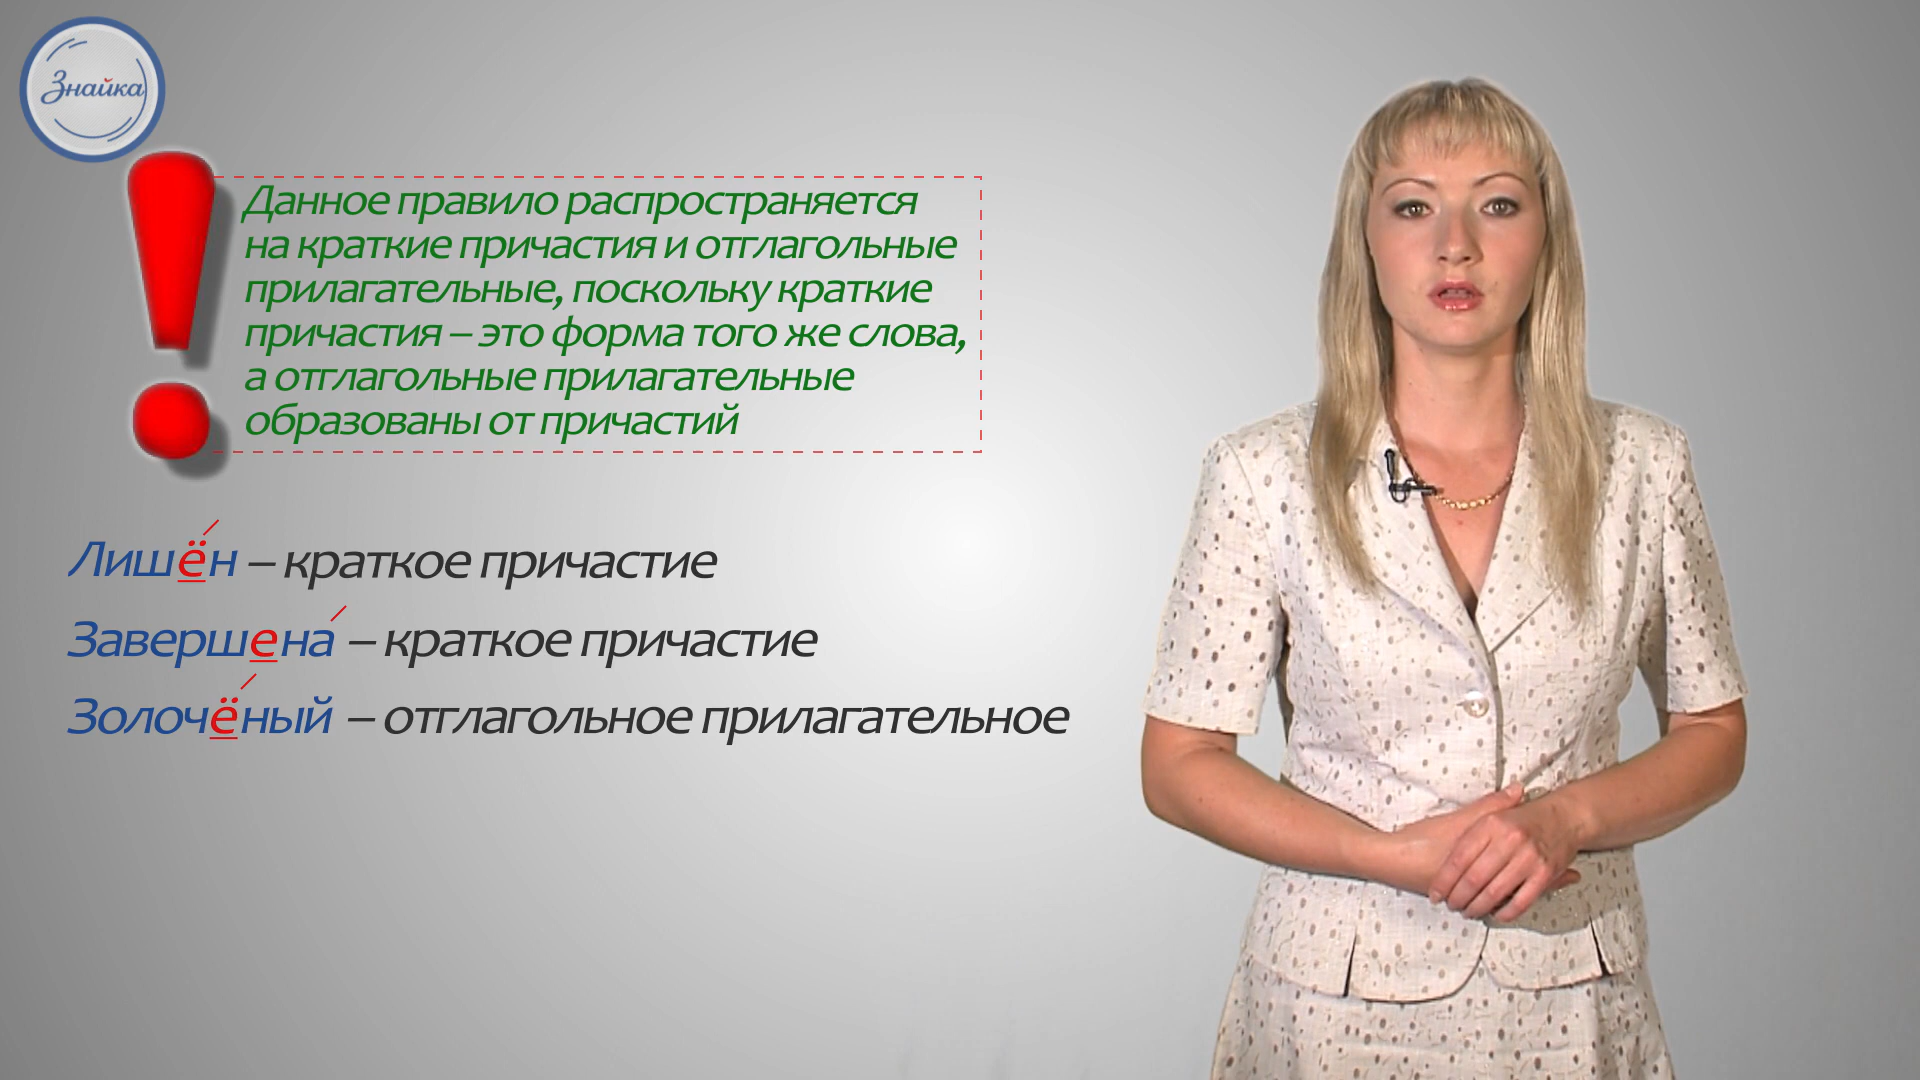 Знайка
Данное правило распространяется
на краткие причастия и отглагольные
прилагательные, поскольку краткие
причастия – это форма того же слова,
а отглагольные прилагательные
образованы от причастий
Лишён – краткое причастие
Завершена – краткое причастие
Золочёный – отглагольное прилагательное